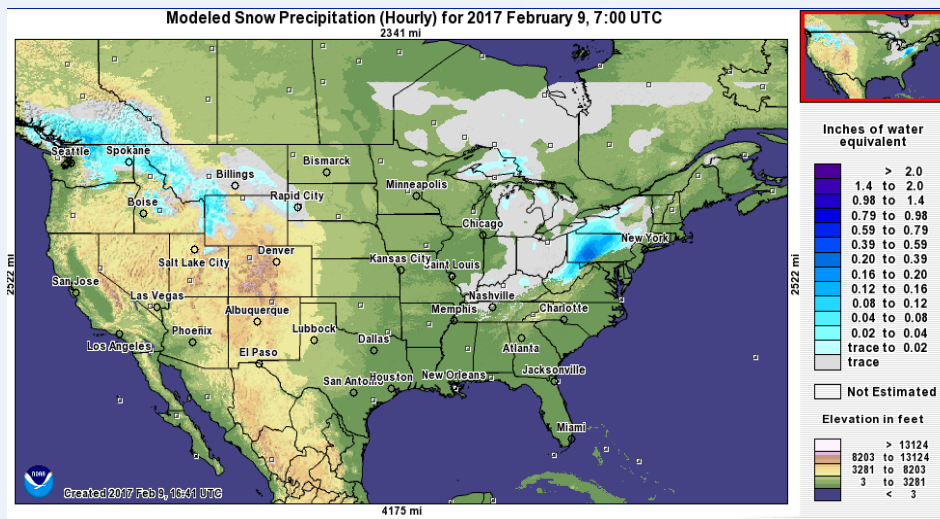 Modeled Snow Precipitation (Hourly) for 2017 February 9, 7:00 UTC
2341 mi
2522 mi
Seattle
Spokane
Billings
Bismarck
Minneapolis
Boise
Rapid City
Chicago
New York
Salt Lake City
Denver
Kansas City
Saint Louis
San Jose
Las Vegas
Nashville
Albuquerque
Memphis
Charlotte
Los Angeles
Phoenix
Lubbock
Dallas
Atlanta
El Paso
San Antonio
Houston
New Orleans
Jacksonville
Miami
NOAA
Created 2017 Feb 9, 16:41 UTC
4175 mi
2522 mi
Inches of water
equivalent
> 2.0
1.4 to 2.0
0.98 to 1.4
0.79 to 0.98
0.59 to 0.79
0.39 to 0.59
0.20 to 0.39
0.16 to 0.20
0.12 to 0.16
0.08 to 0.12
0.04 to 0.08
0.02 to 0.04
trace to 0.02
trace
Not Estimated
Elevation in feet
> 13124
8203 to 13124
3281 to 8203
3 to 3281
< 3